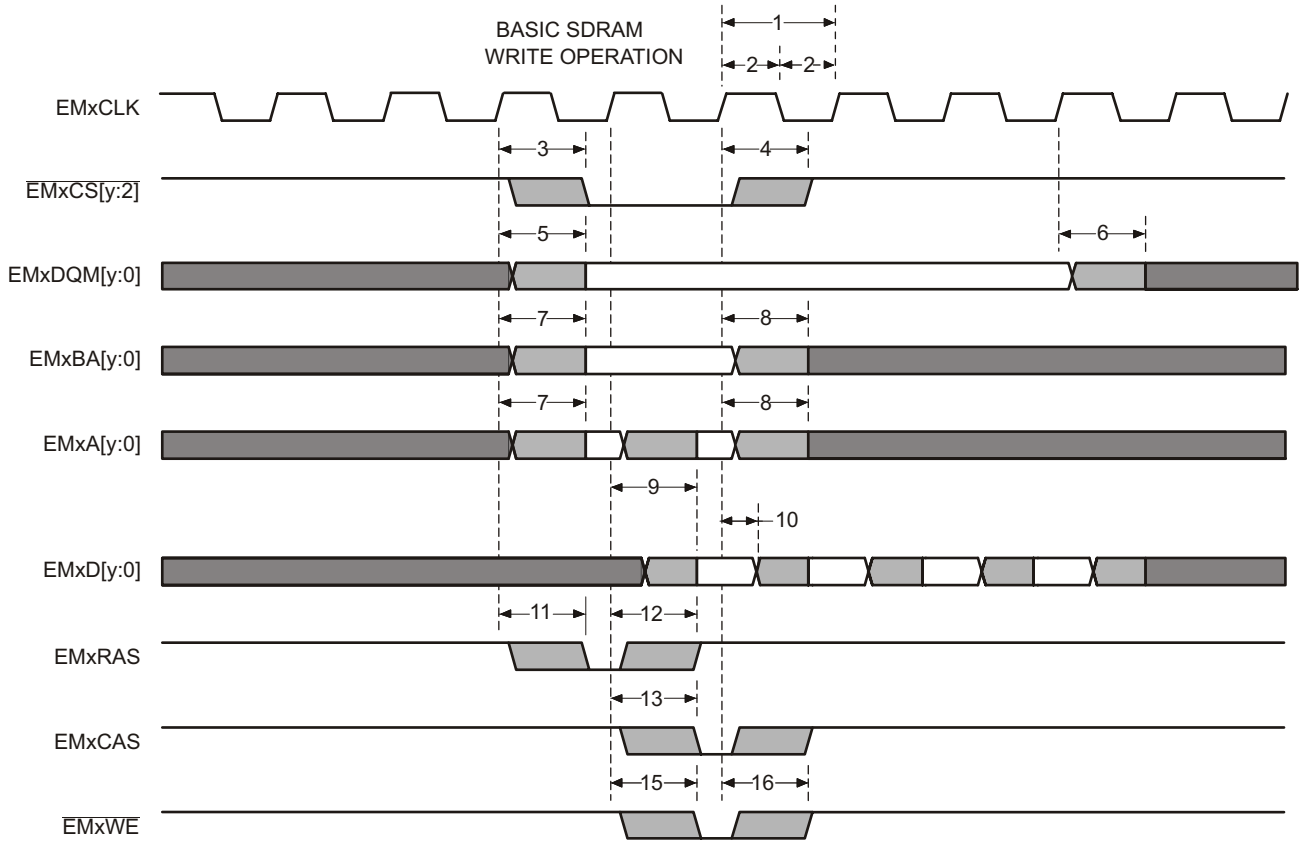 1
BASIC SDRAM
WRITE OPERATION
2 2
EMxCLK
3 4
EMxCS[y:2]
5 6
EMxDQM[y:0]
7 8
EMxBA[y:0]
7 8
EMxA[y:0]
9
10
EMxD[y:0]
11 12
EMxRAS
13
EMxCAS
15 16
EMxWE